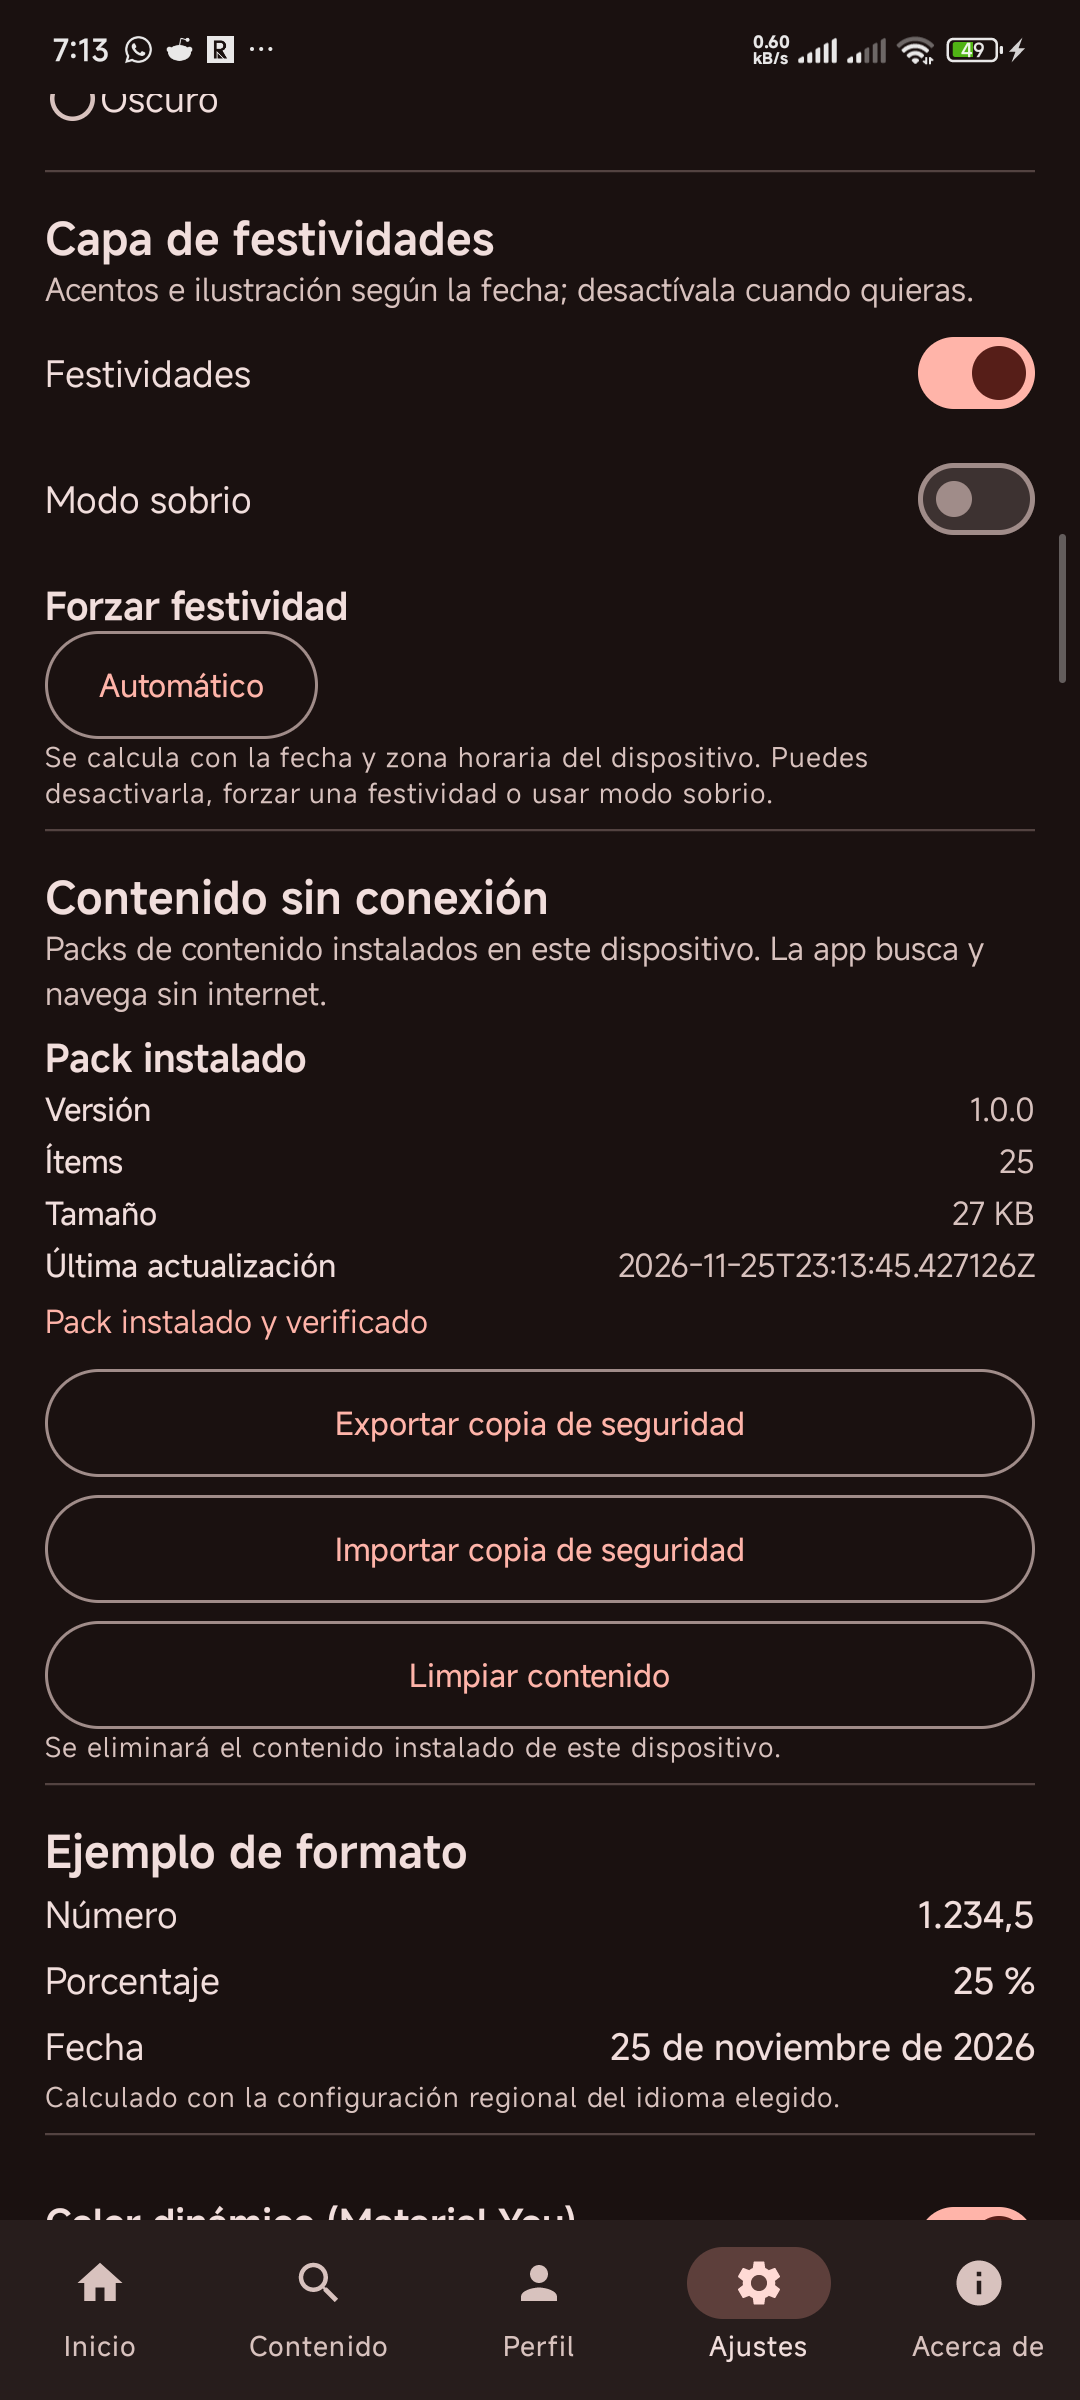 7:13
0.60
kB/s
49
Oscuro
Capa de festividades
Acentos e ilustración según la fecha; desactívala cuando quieras.
Festividades
Modo sobrio
Forzar festividad
Automático
Se calcula con la fecha y zona horaria del dispositivo. Puedes
desactivarla, forzar una festividad o usar modo sobrio.
Contenido sin conexión
Packs de contenido instalados en este dispositivo. La app busca y
navega sin internet.
Pack instalado
Versión 1.0.0
Ítems 25
Tamaño 27 KB
Última actualización 2026-11-25T23:13:45.427126Z
Pack instalado y verificado
Exportar copia de seguridad
Importar copia de seguridad
Limpiar contenido
Se eliminará el contenido instalado de este dispositivo.
Ejemplo de formato
Número 1.234,5
Porcentaje 25 %
Fecha 25 de noviembre de 2026
Calculado con la configuración regional del idioma elegido.
Color dinámico (Material You)
Inicio
Contenido
Perfil
Ajustes
Acerca de